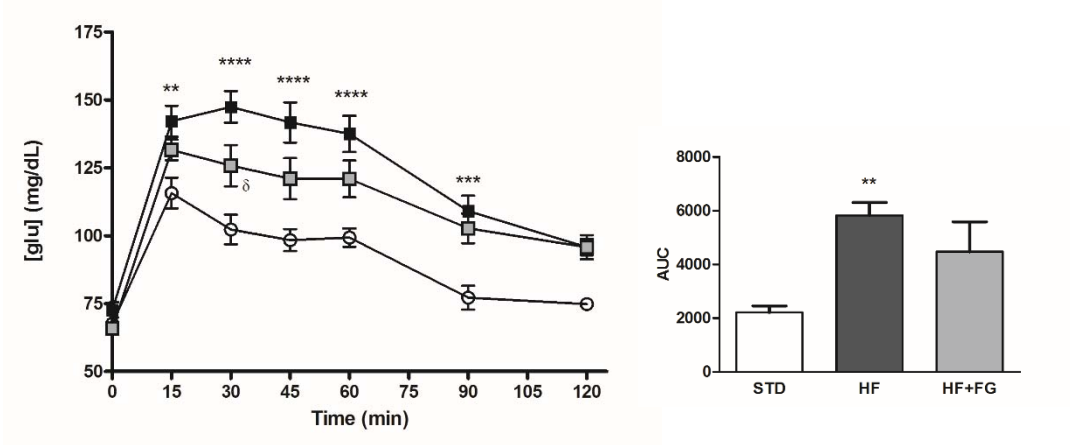 175
150
125
100
75
50
[glu] (mg/dL)
**
****
****
****
***
δ
0 15 30 45 60 75 90 105 120
Time (min)
8000
6000
4000
2000
0
AUC
**
STD HF HF+FG